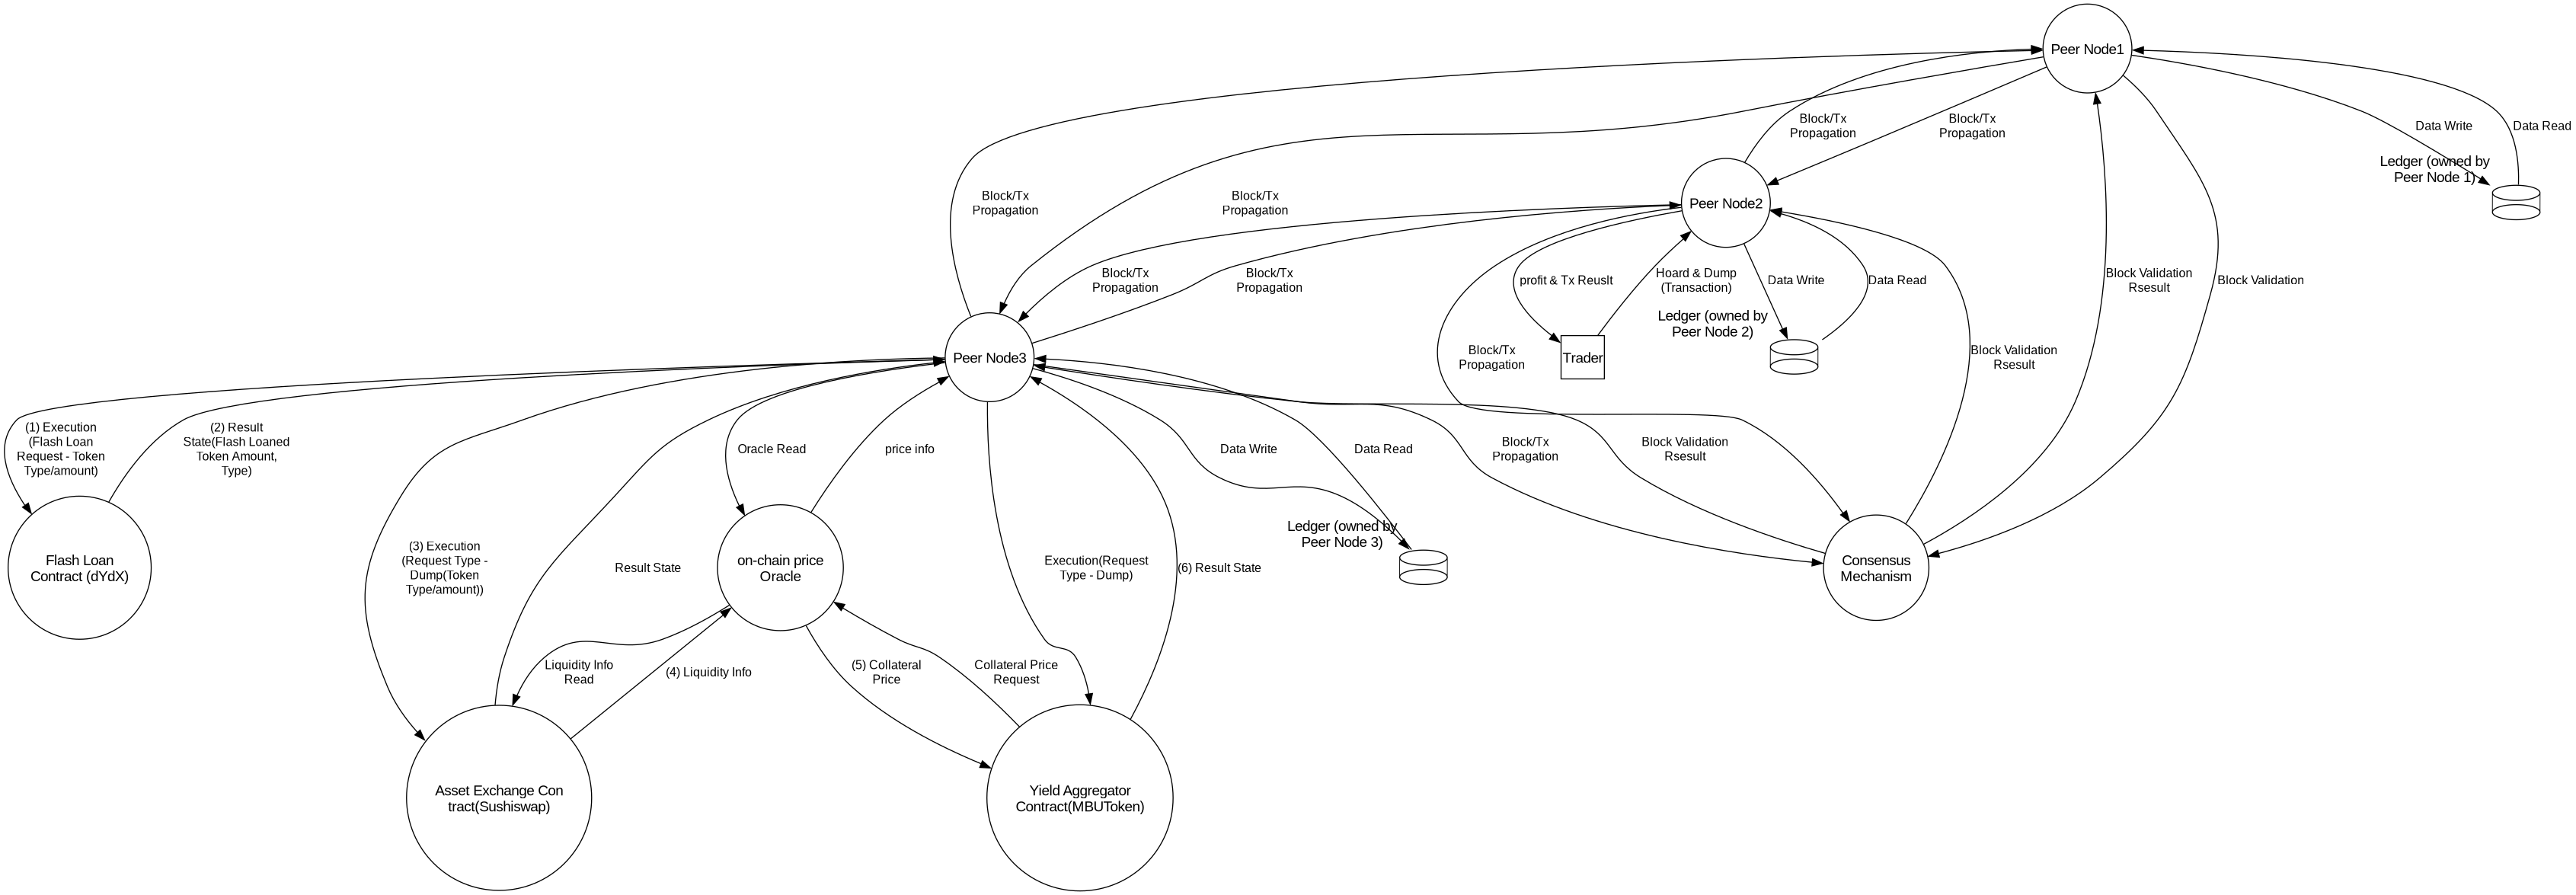 Peer Node1
Block/Tx
Propagation
Block/Tx
Propagation
Data Write
Data Read
Ledger (owned by
Peer Node 1)
Block/Tx
Propagation
Block/Tx
Propagation
Peer Node2
Block/Tx
Propagation
Block/Tx
Propagation
profit & Tx Reuslt
Hoard & Dump
(Transaction)
Data Write
Data Read
Block Validation
Rsesult
Block Validation
Ledger (owned by
Peer Node 2)
Peer Node3
Block/Tx
Propagation
Trader
Block Validation
Rsesult
(1) Execution
(Flash Loan
Request - Token
Type/amount)
(2) Result
State(Flash Loaned
Token Amount,
Type)
Oracle Read
price info
Data Write
Data Read
Block/Tx
Propagation
Block Validation
Rsesult
Ledger (owned by
Peer Node 3)
Flash Loan
Contract (dYdX)
(3) Execution
(Request Type -
Dump(Token
Type/amount))
Result State
on-chain price
Oracle
Execution(Request
Type - Dump)
(6) Result State
Consensus
Mechanism
Liquidity Info
Read
(4) Liquidity Info
(5) Collateral
Price
Collateral Price
Request
Asset Exchange Con
tract(Sushiswap)
Yield Aggregator
Contract(MBUToken)